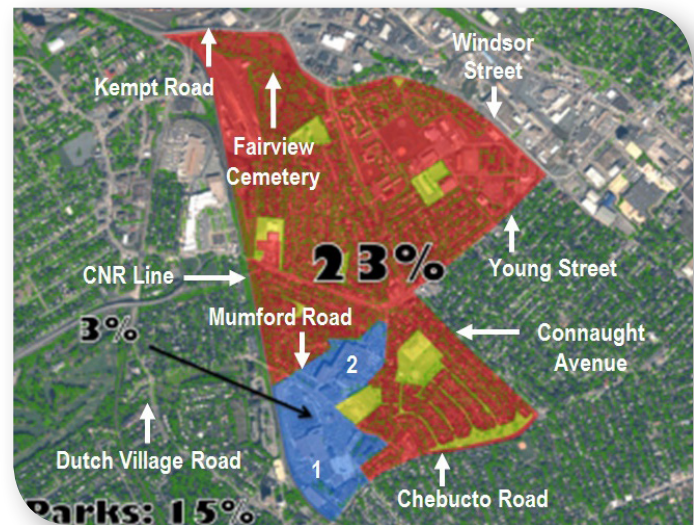 Windsor
Street
Kempt Road
Fairview
Cemetery
23%
CNR Line
Young Street
Mumford Road
3%
Connaught
Avenue
2
Dutch Village Road
1
Chebucto Road
Parks: 15%